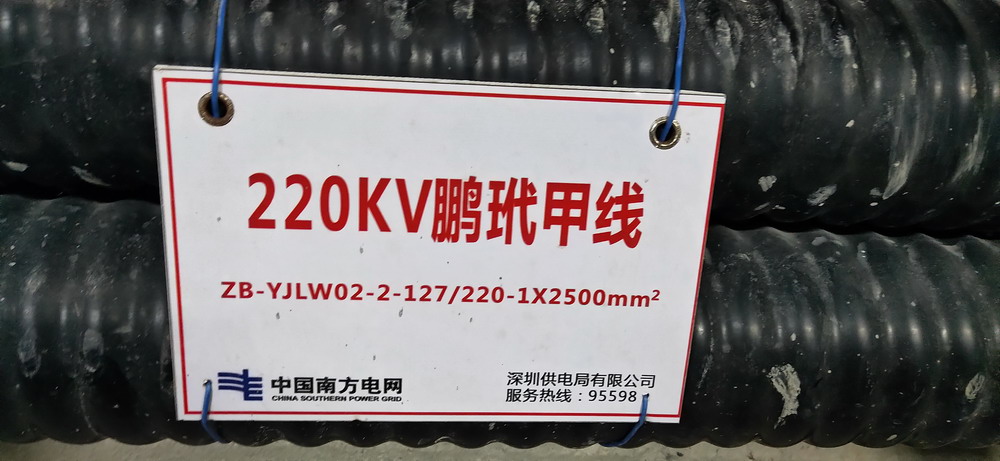 220KV鹏玳甲线
ZB-YJLW02-2-127/220-1X2500mm²
中国南方电网
CHINA SOUTHERN POWER GRID
深圳供电局有限公司
服务热线：95598